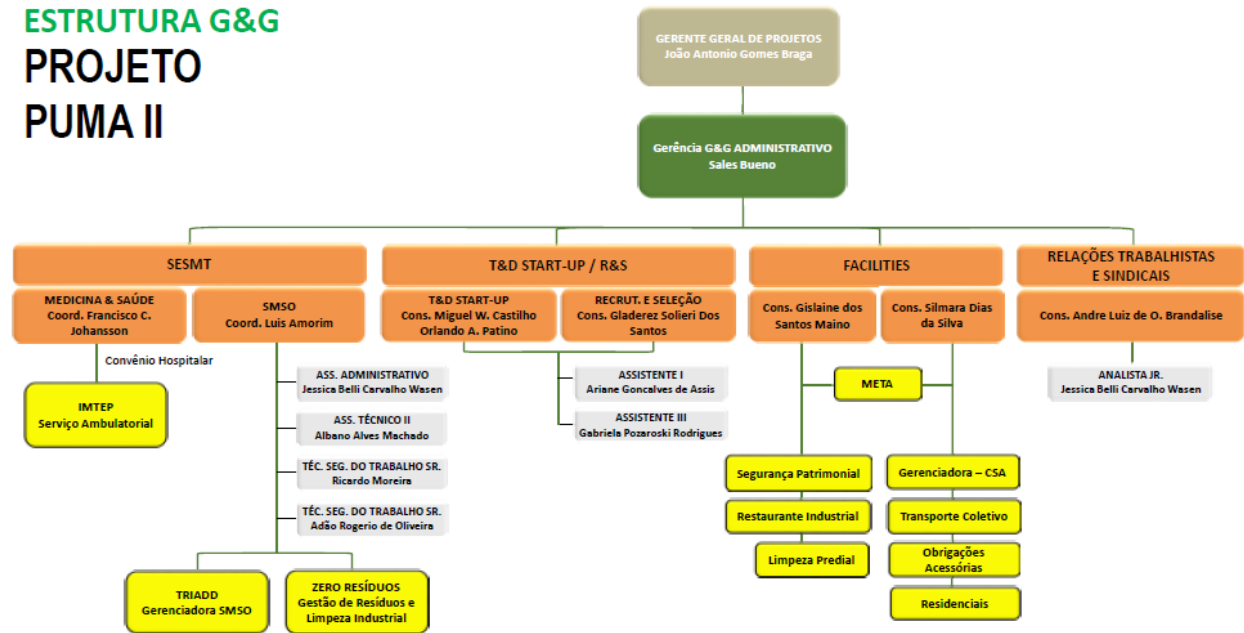 ESTRUTURA G&G
PROJETO
PUMA II
GERENTE GERAL DE PROJETOS
João Antonio Gomes Braga
Gerência G&G ADMINISTRATIVO
Sales Bueno
SESMT
MEDICINA & SAÚDE
Coord. Francisco C.
Johansson
SMSO
Coord. Luis Amorim
Convênio Hospitalar
IMTEP
Serviço Ambulatorial
ASS. ADMINISTRATIVO
Jessica Belli Carvalho Wasen
ASS. TÉCNICO II
Albano Alves Machado
TÉC. SEG. DO TRABALHO SR.
Ricardo Moreira
TÉC. SEG. DO TRABALHO SR.
Adão Rogerio de Oliveira
TRIADD
Gerenciadora SMSO
ZERO RESÍDUOS
Gestão de Resíduos e
Limpeza Industrial
T&D START-UP / R&S
T&D START-UP
Cons. Miguel W. Castilho
Orlando A. Patino
RECRUT. E SELEÇÃO
Cons. Gladerez Solieri Dos
Santos
ASSISTENTE I
Ariane Goncalves de Assis
ASSISTENTE III
Gabriela Pozaroski Rodrigues
FACILITIES
Cons. Gislaine dos
Santos Maino
Cons. Silmara Dias
da Silva
META
Segurança Patrimonial
Restaurante Industrial
Limpeza Predial
Gerenciadora – CSA
Transporte Coletivo
Obrigações
Acessórias
Residenciais
RELAÇÕES TRABALHISTAS
E SINDICAIS
Cons. Andre Luiz de O. Brandalise
ANALISTA JR.
Jessica Belli Carvalho Wasen